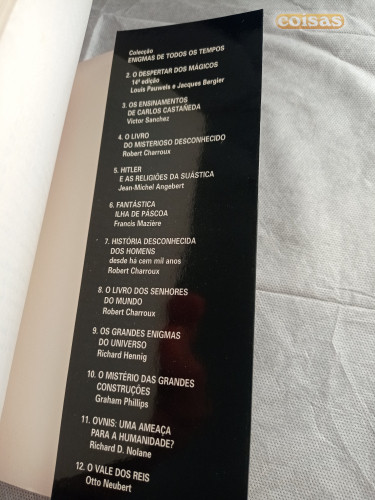 coisas
Colecção
ENIGMAS DE TODOS OS TEMPOS
2. O DESPERTAR DOS MÁGICOS
14ª edição
Louis Pauwels e Jacques Bergier
3. OS ENSINAMENTOS
DE CARLOS CASTAÑEDA
Victor Sanchez
4. O LIVRO
DO MISTERIOSO DESCONHECIDO
Robert Charroux
5. HITLER
E AS RELIGIÕES DA SUÁSTICA
Jean-Michel Angebert
6. FANTÁSTICA
ILHA DE PÁSCOA
Francis Mazière
7. HISTÓRIA DESCONHECIDA
DOS HOMENS
desde há cem mil anos
Robert Charroux
8. O LIVRO DOS SENHORES
DO MUNDO
Robert Charroux
9. OS GRANDES ENIGMAS
DO UNIVERSO
Richard Hennig
10. O MISTÉRIO DAS GRANDES
CONSTRUÇÕES
Graham Phillips
11. OVNIS: UMA AMEAÇA
PARA A HUMANIDADE?
Richard D. Nolane
12. O VALE DOS REIS
Otto Neubert